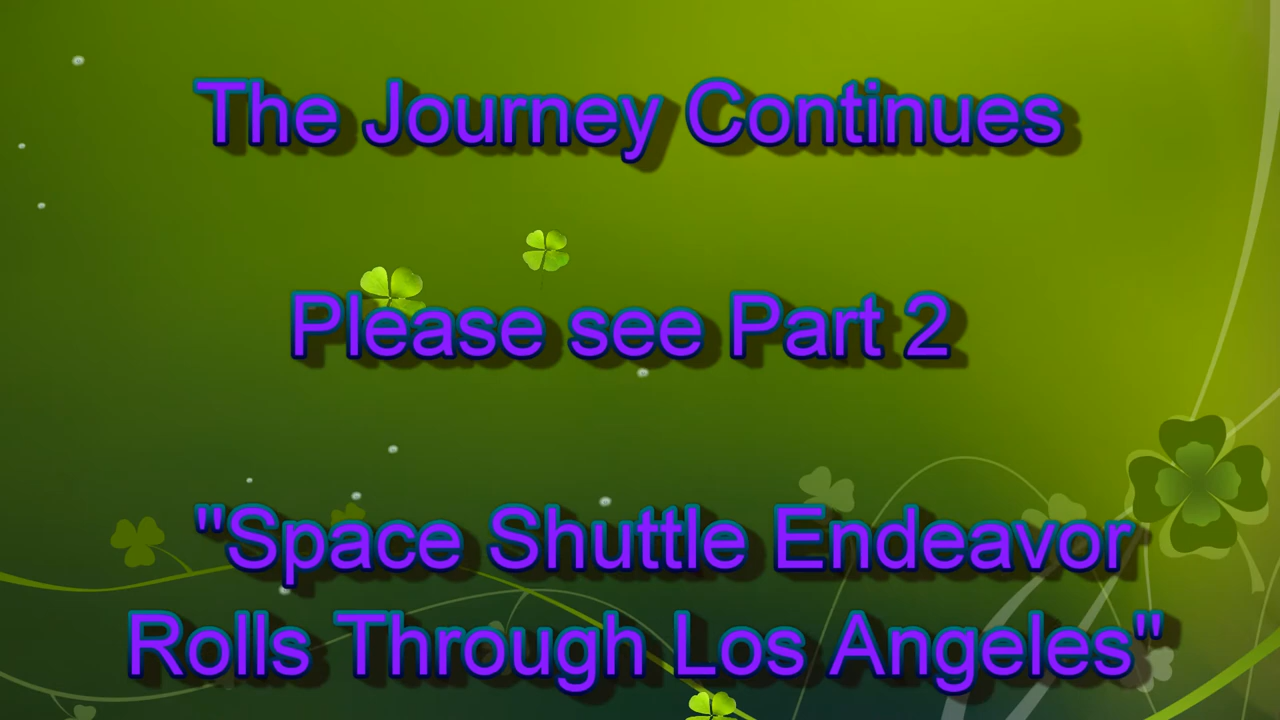 The Journey Continues
Please see Part 2
"Space Shuttle Endeavor
Rolls Through Los Angeles"